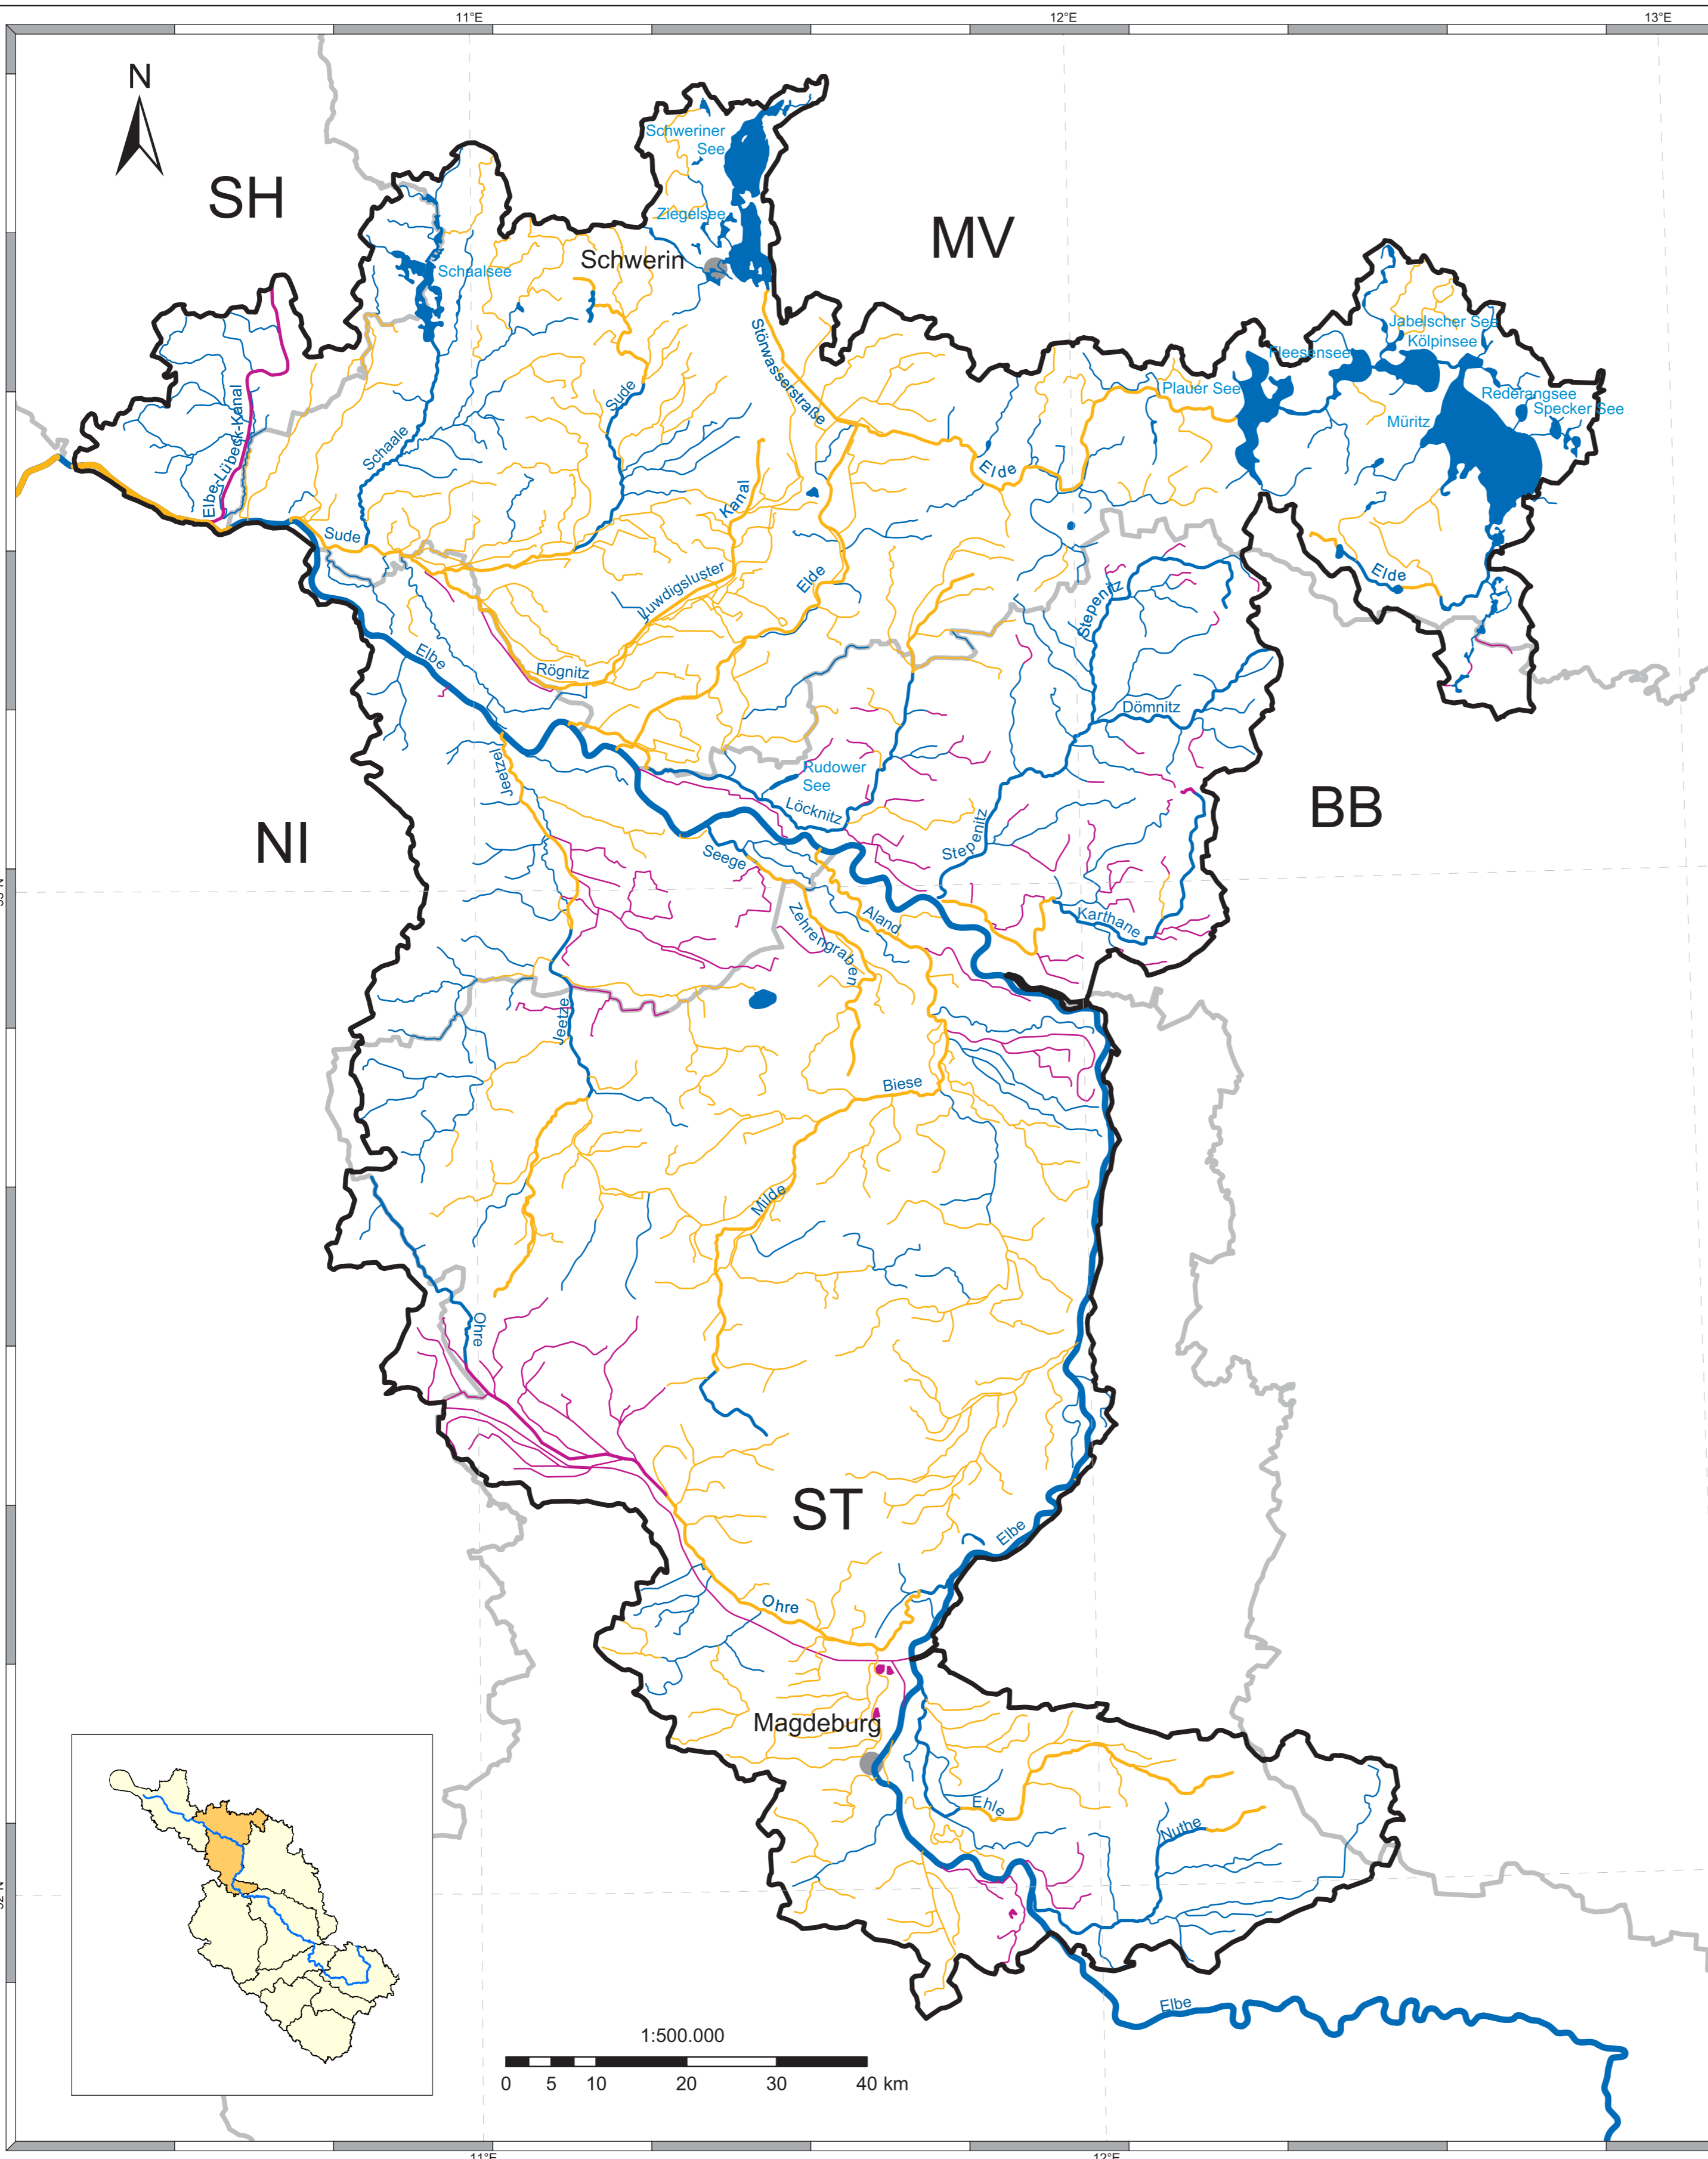 11°E
12°E
13°E
N
SH
MV
NI
BB
ST
Schweriner
See
Ziegelsee
Schwerin
Schaalsee
Störwasserstraße
Jabelscher See
Kölpinsee
Fleesensee
Plauer See
Rederangsee
Specker See
Müritz
Elbe-Lübeck-Kanal
Schaale
Sude
Sude
Elde
Kanal
Luwdigsluster
Elde
Elde
Stepenitz
Rögnitz
Elbe
Dömnitz
Jeetzel
Rudower
See
Löcknitz
Stepenitz
Seege
Aland
Zehrengraben
Karthane
Jeetze
Biese
Milde
Ohre
Elbe
Ohre
Magdeburg
Ehle
Nuthe
Elbe
1:500.000
0 5 10 20 30 40 km
11°E
12°E